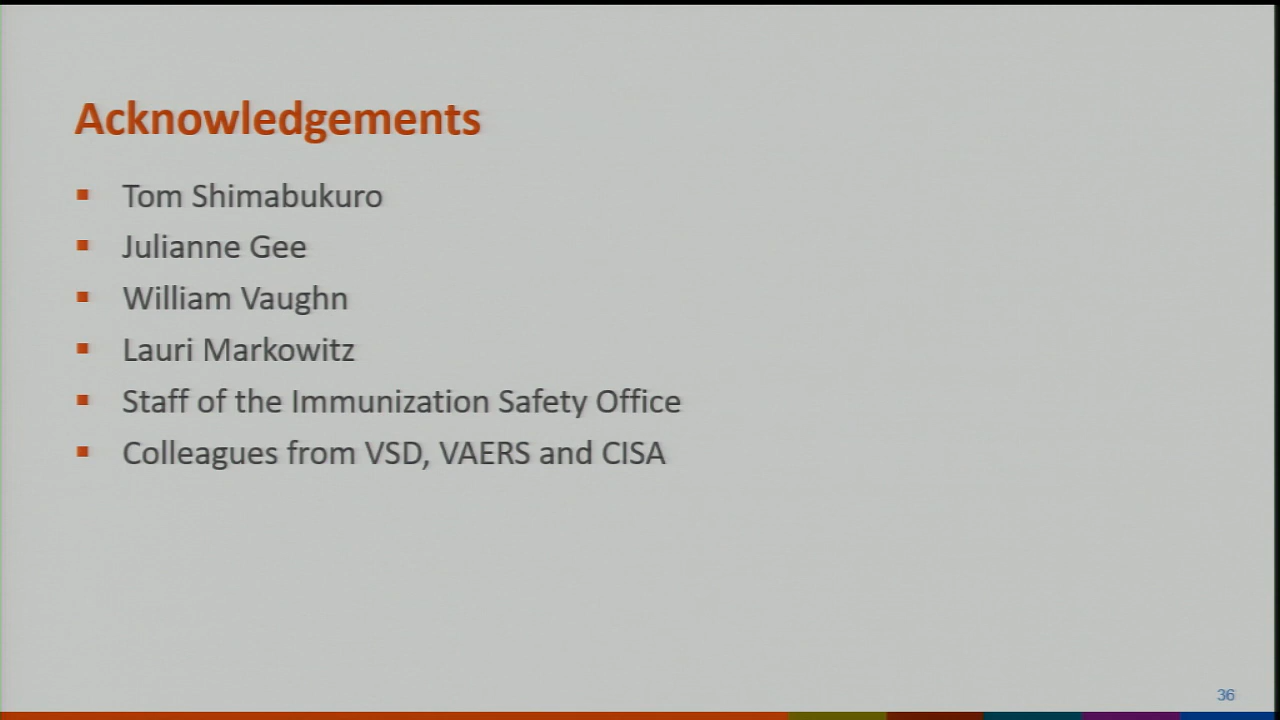 Acknowledgements
▪ Tom Shimabukuro
▪ Julianne Gee
▪ William Vaughn
▪ Lauri Markowitz
▪ Staff of the Immunization Safety Office
▪ Colleagues from VSD, VAERS and CISA
36